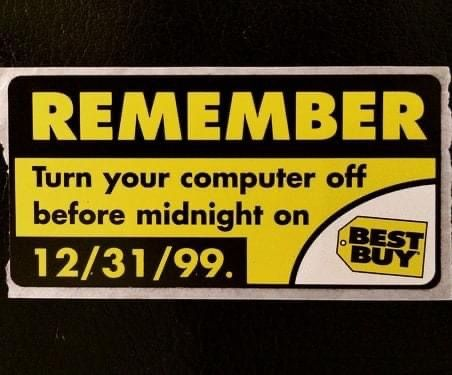 REMEMBER
Turn your computer off
before midnight on
12/31/99.
BEST
BUY